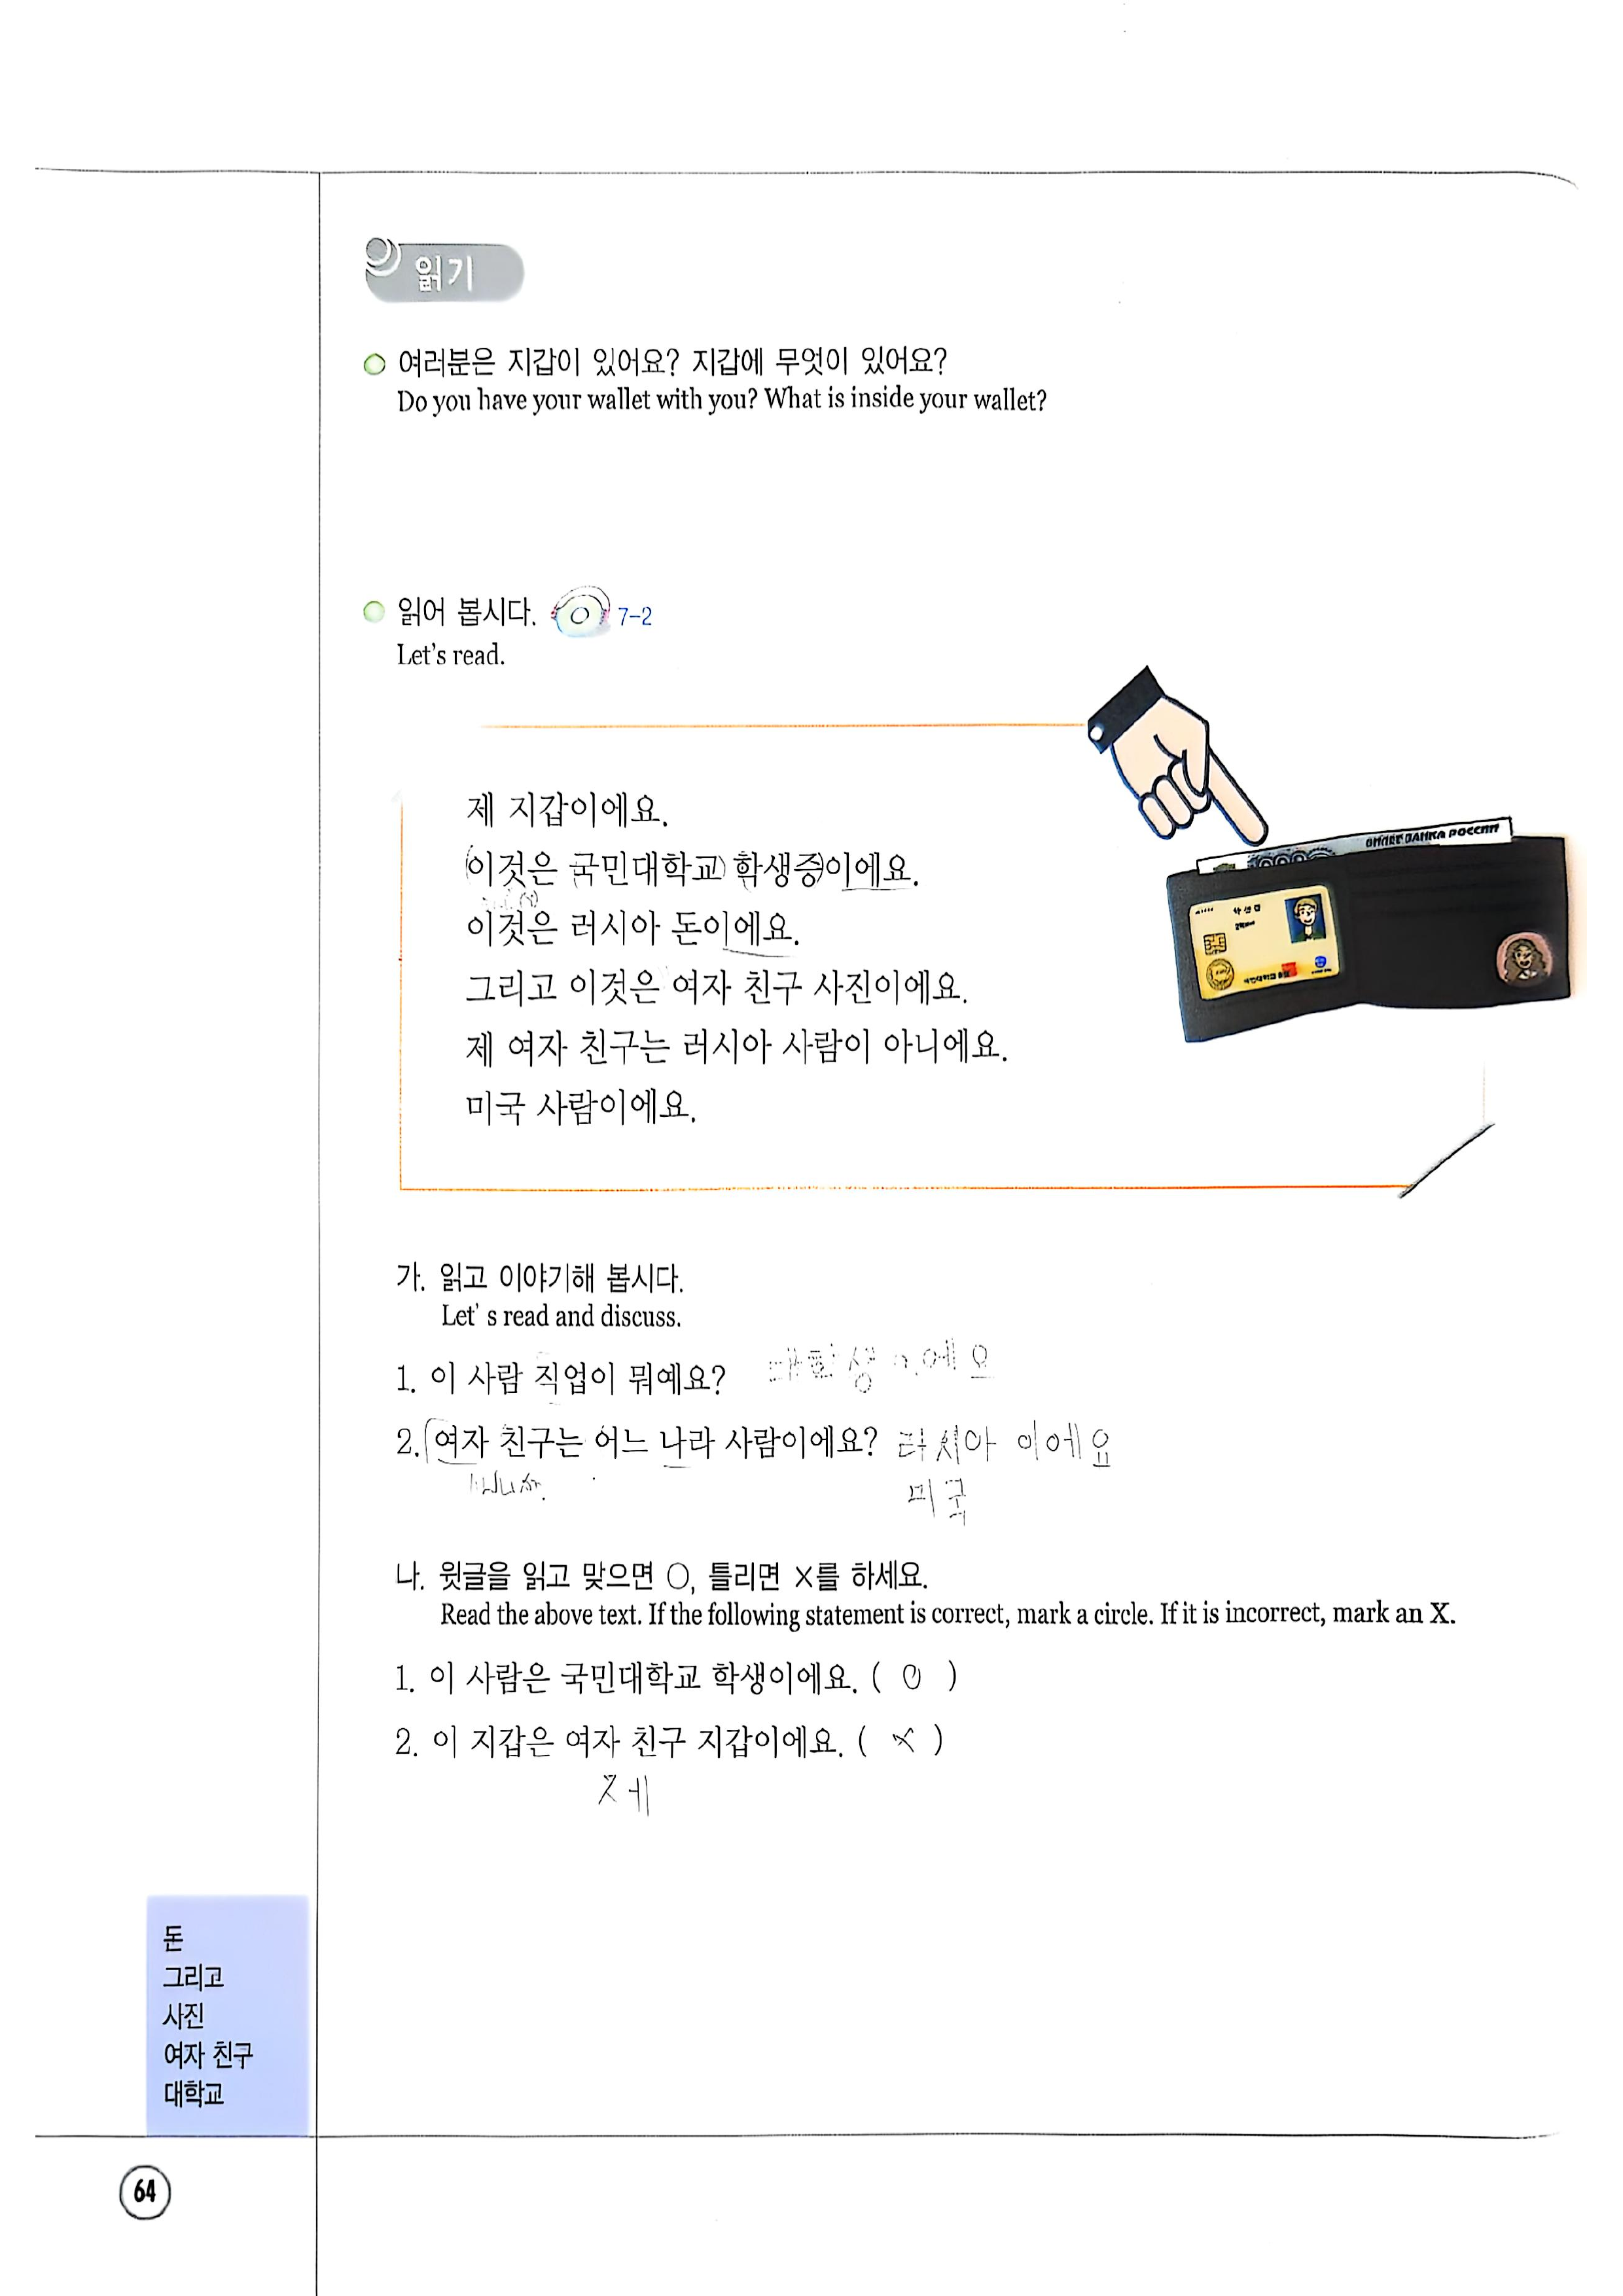 읽기
여러분은 지갑이 있어요? 지갑에 무엇이 있어요?
Do you have your wallet with you? What is inside your wallet?
읽어 봅시다. 7-2
Let's read.
제 지갑이에요.
(이것은 국민대학교) 학생증)이에요.
이것은 러시아 돈이에요.
그리고 이것은 여자 친구 사진이에요.
제 여자 친구는 러시아 사람이 아니에요.
미국 사람이에요.
БИЛЕТ БАНКА РОССИИ
학생증
가. 읽고 이야기해 봅시다.
Let' s read and discuss.
1. 이 사람 직업이 뭐예요? 대학생이에요
2. 여자 친구는 어느 나라 사람이에요? 러시아 이에요
미국
나. 윗글을 읽고 맞으면 ○, 틀리면 ×를 하세요.
Read the above text. If the following statement is correct, mark a circle. If it is incorrect, mark an X.
1. 이 사람은 국민대학교 학생이에요. ( O )
2. 이 지갑은 여자 친구 지갑이에요. ( × )
제
돈
그리고
사진
여자 친구
대학교
64